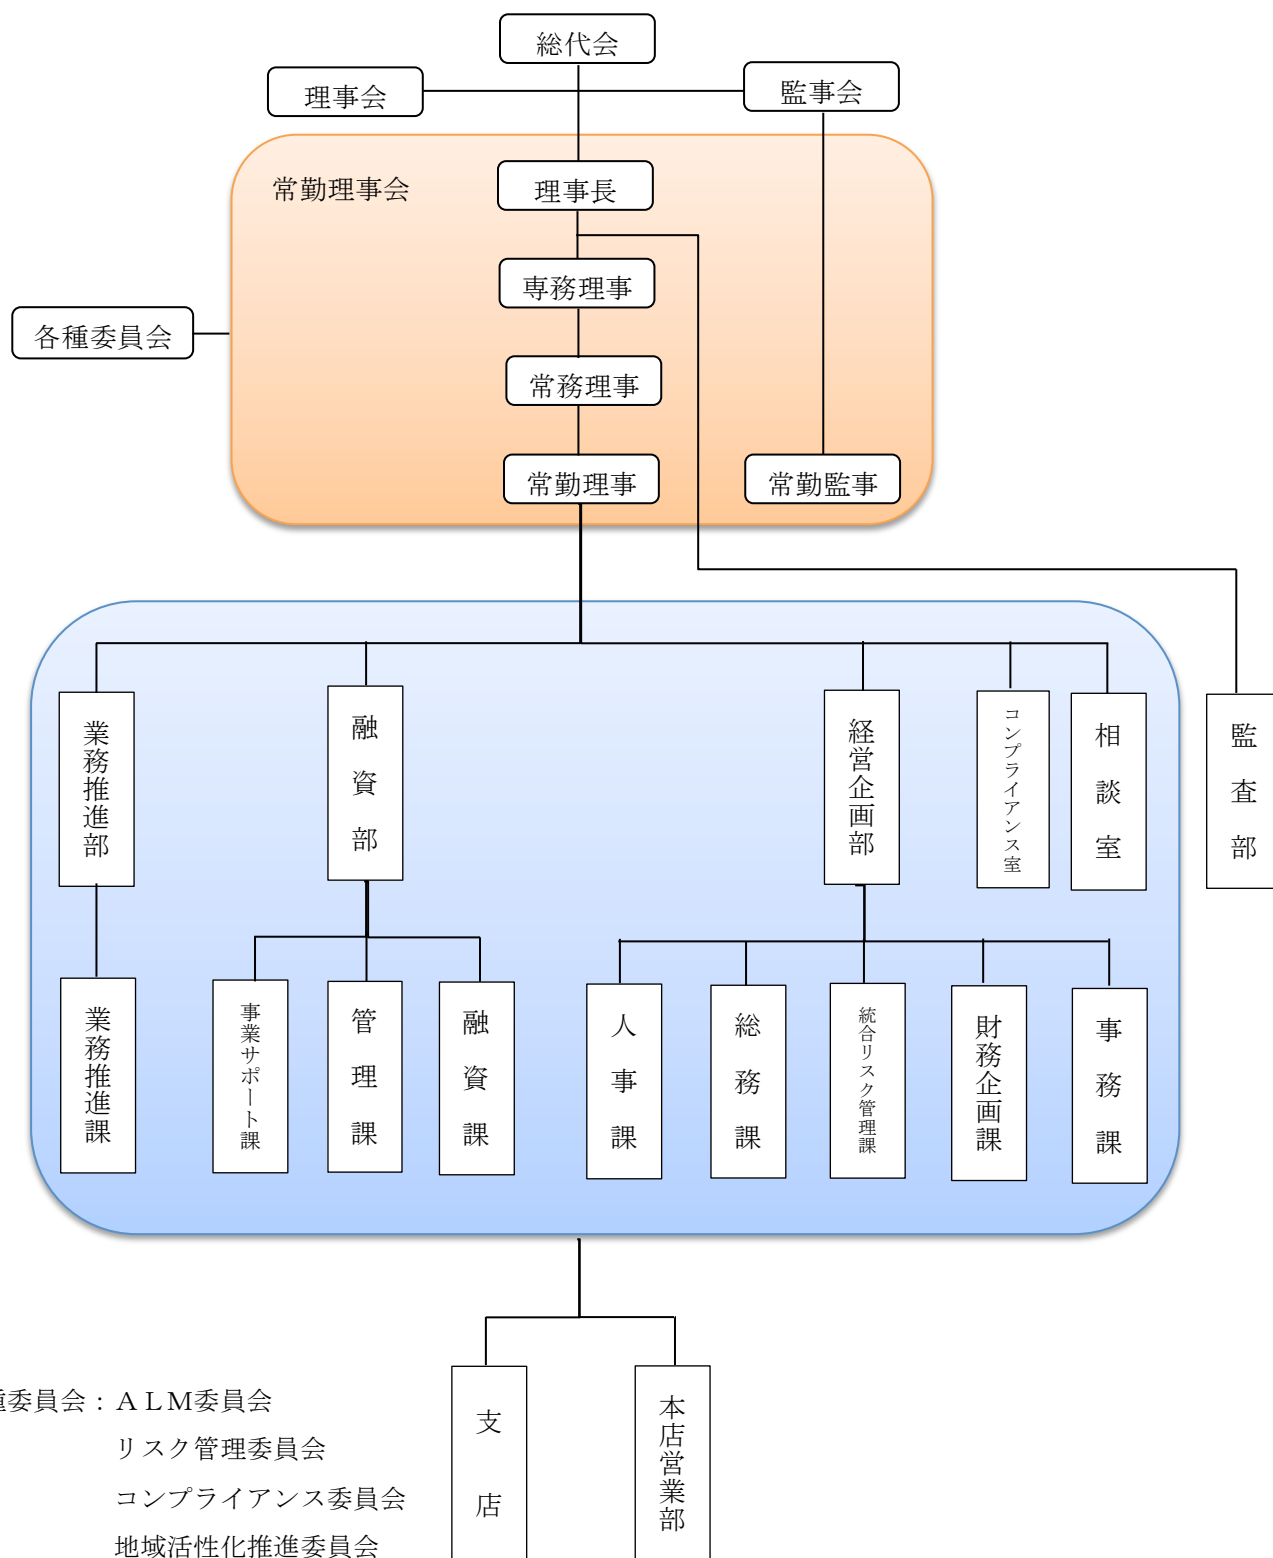 総代会
理事会
監事会
常勤理事会
理事長
専務理事
各種委員会
常務理事
常勤理事
常勤監事
業務推進部
融資部
経営企画部
コンプライアンス室
相談室
監査部
業務推進課
事業サポート課
管理課
融資課
人事課
総務課
統合リスク管理課
財務企画課
事務課
支店
本店営業部
種委員会：ＡＬＭ委員会
リスク管理委員会
コンプライアンス委員会
地域活性化推進委員会